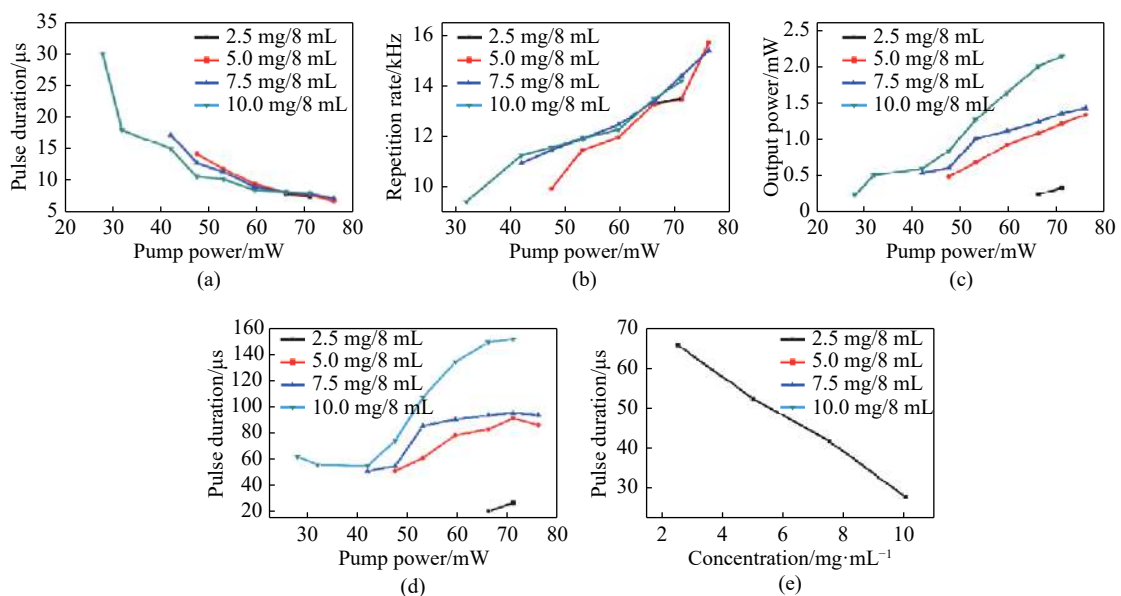 35
30
25
20
15
10
5
Pulse duration/μs
2.5 mg/8 mL
5.0 mg/8 mL
7.5 mg/8 mL
10.0 mg/8 mL
20 30 40 50 60 70 80
Pump power/mW
(a)
16
14
12
10
Repetition rate/kHz
2.5 mg/8 mL
5.0 mg/8 mL
7.5 mg/8 mL
10.0 mg/8 mL
30 40 50 60 70 80
Pump power/mW
(b)
2.5
2.0
1.5
1.0
0.5
0
Output power/mW
2.5 mg/8 mL
5.0 mg/8 mL
7.5 mg/8 mL
10.0 mg/8 mL
20 30 40 50 60 70 80
Pump power/mW
(c)
160
140
120
100
80
60
40
20
Pulse duration/μs
2.5 mg/8 mL
5.0 mg/8 mL
7.5 mg/8 mL
10.0 mg/8 mL
30 40 50 60 70 80
Pump power/mW
(d)
70
60
50
40
30
Pulse duration/μs
2.5 mg/8 mL
5.0 mg/8 mL
7.5 mg/8 mL
10.0 mg/8 mL
2 4 6 8 10
Concentration/mg·mL⁻¹
(e)